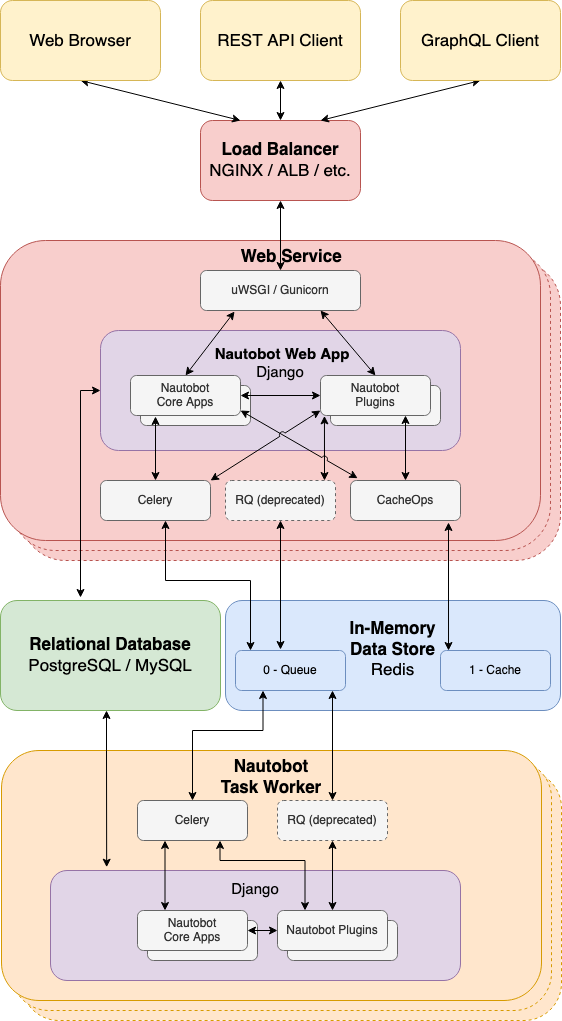 Web Browser
REST API Client
GraphQL Client
Load Balancer
NGINX / ALB / etc.
Web Service
uWSGI / Gunicorn
Nautobot Web App
Django
Nautobot
Core Apps
Nautobot
Plugins
Celery
RQ (deprecated)
CacheOps
Relational Database
PostgreSQL / MySQL
In-Memory
Data Store
Redis
0 - Queue
1 - Cache
Nautobot
Task Worker
Celery
RQ (deprecated)
Django
Nautobot
Core Apps
Nautobot Plugins